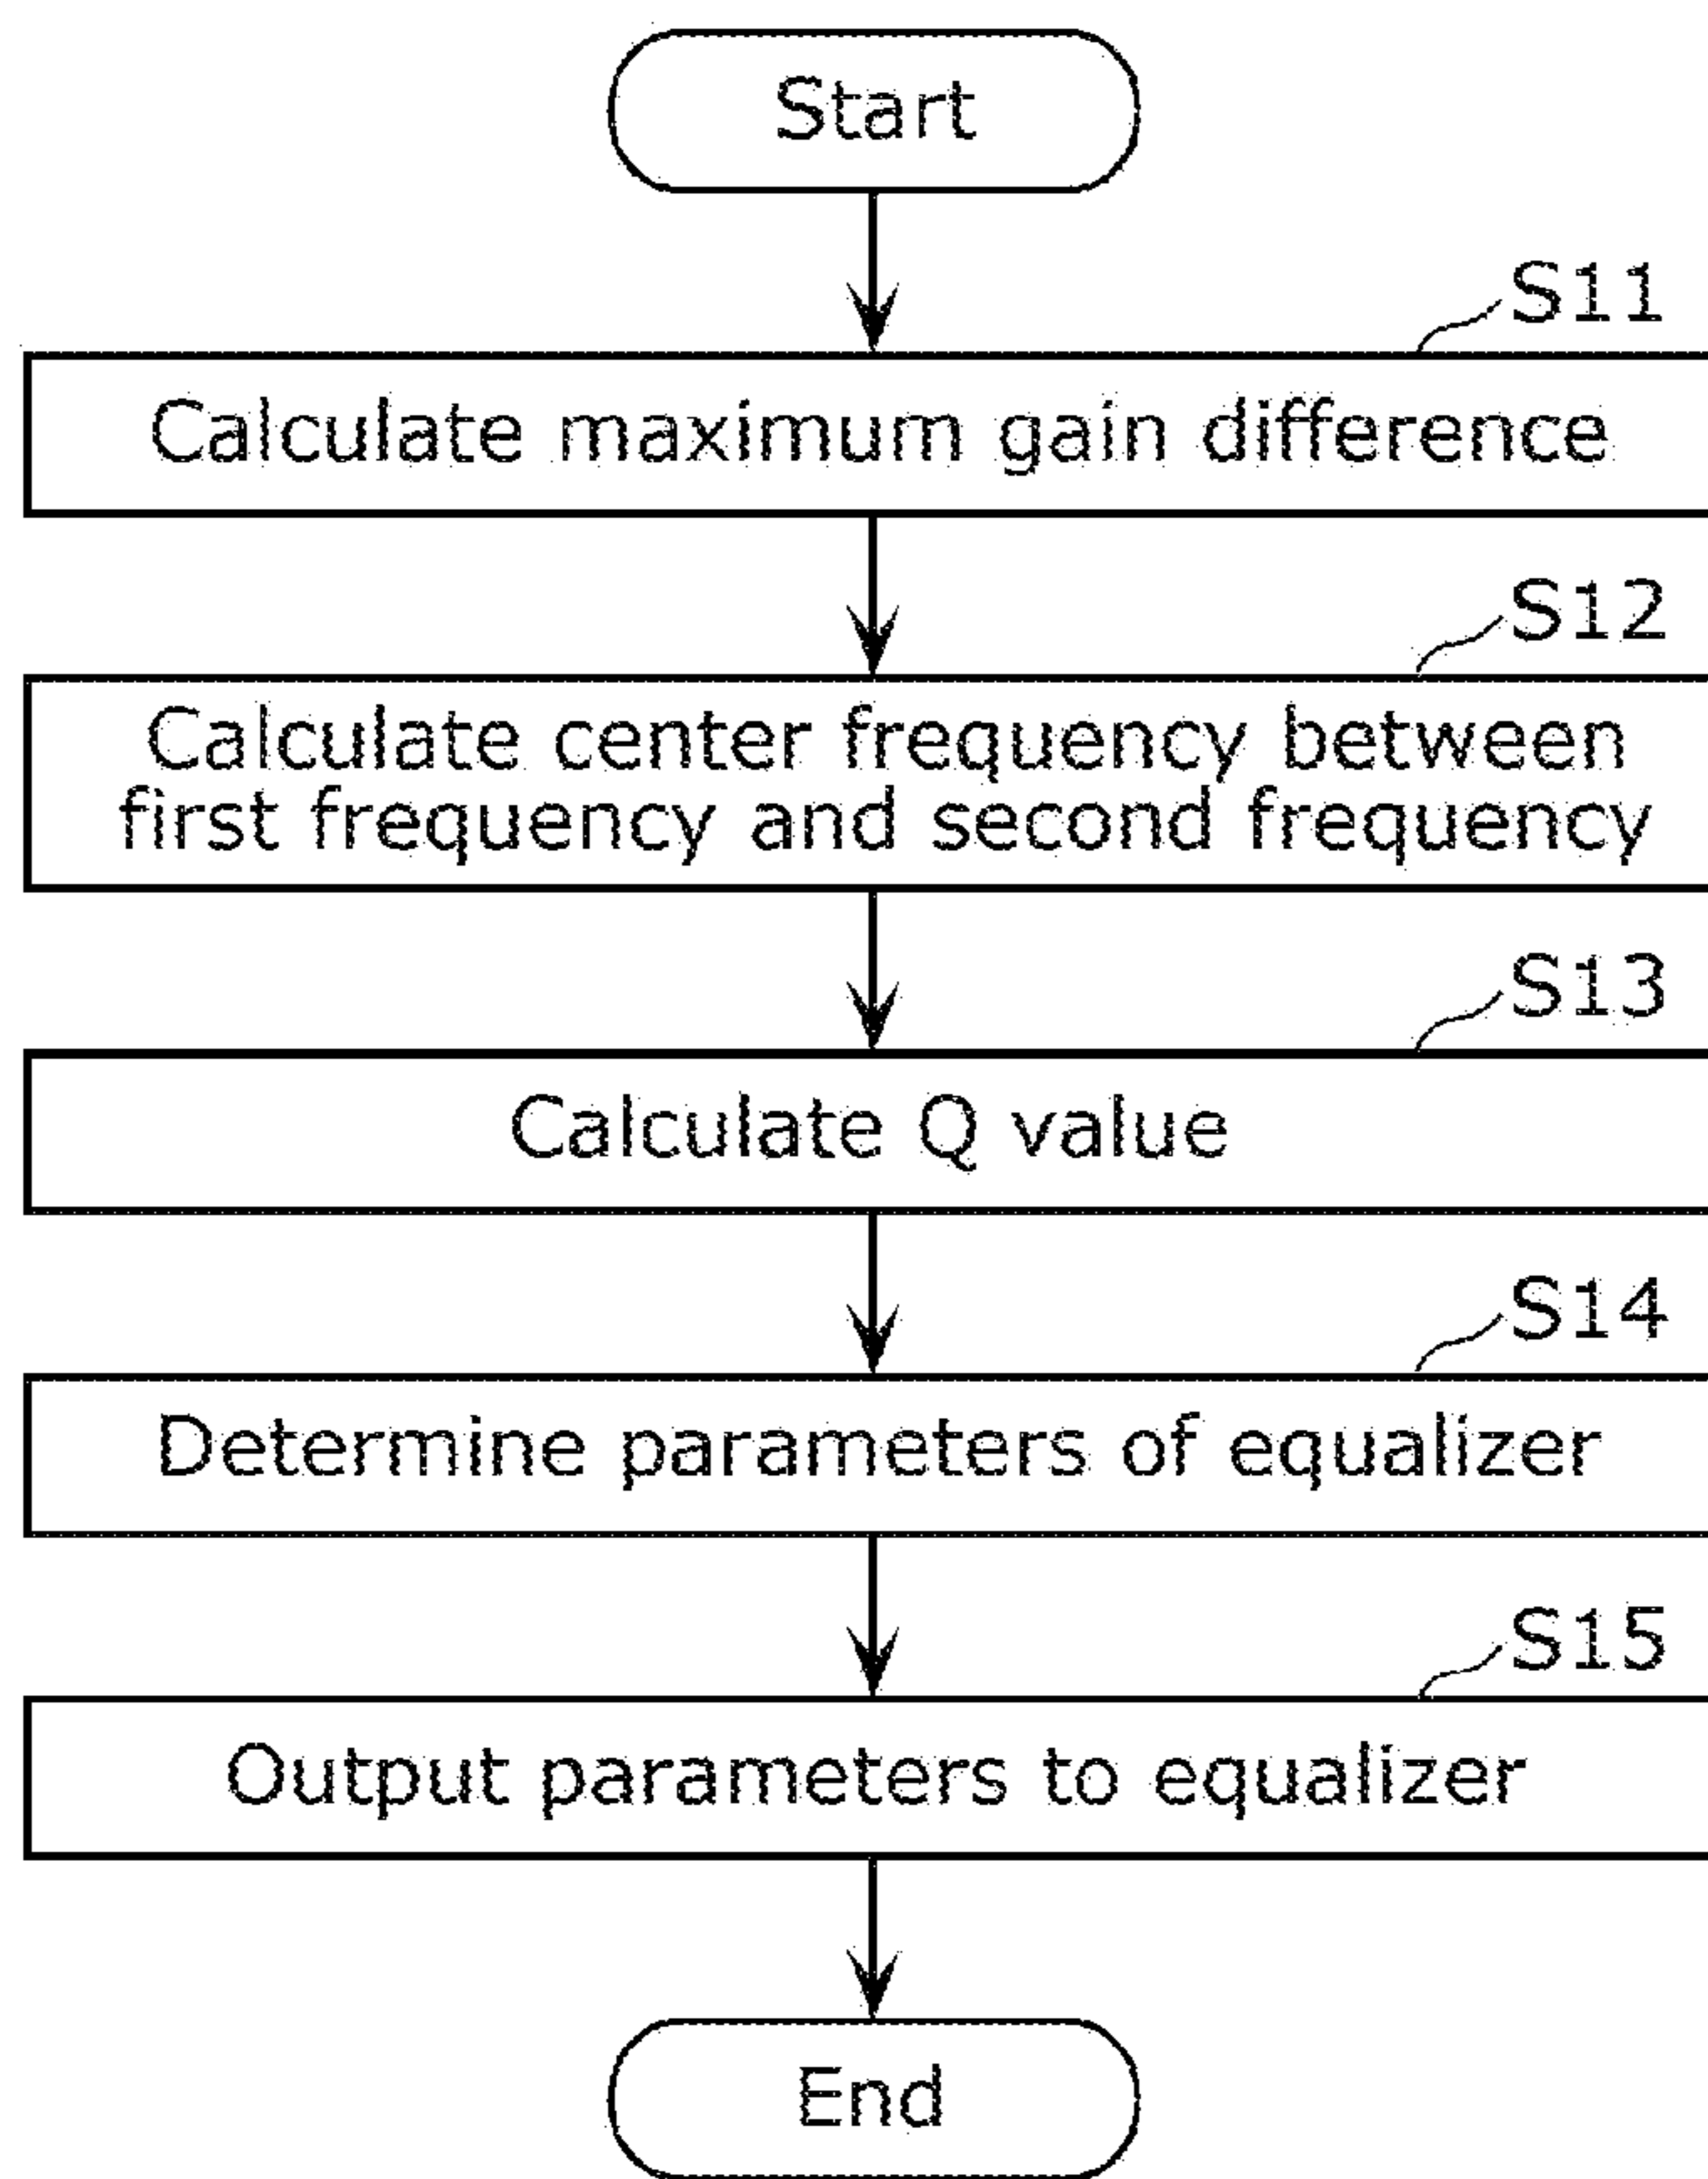 Start
S11
Calculate maximum gain difference
S12
Calculate center frequency between
first frequency and second frequency
S13
Calculate Q value
S14
Determine parameters of equalizer
S15
Output parameters to equalizer
End